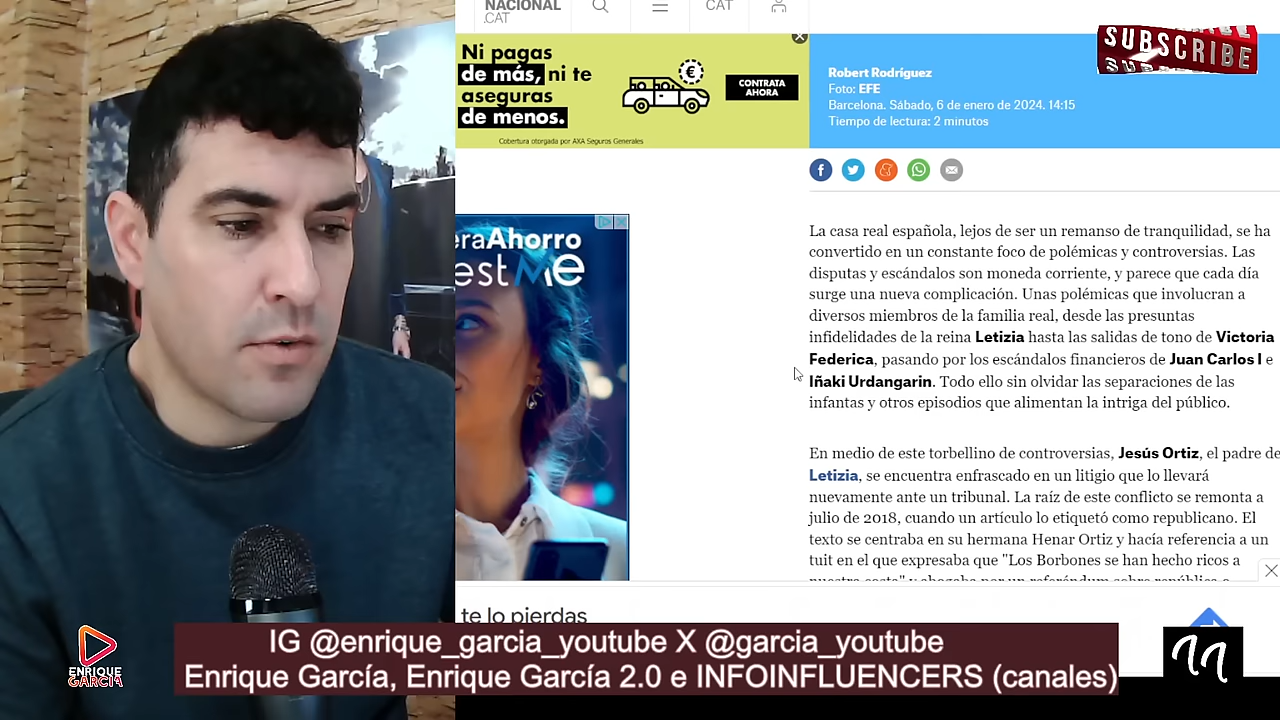 NACIONAL
.CAT
CAT
Ni pagas
de más, ni te
aseguras
de menos.
CONTRATA
AHORA
Cobertura otorgada por AXA Seguros Generales
Robert Rodríguez
Foto: EFE
Barcelona. Sábado, 6 de enero de 2024. 14:15
Tiempo de lectura: 2 minutos
SUBSCRIBE
eraAhorro
estMe
La casa real española, lejos de ser un remanso de tranquilidad, se ha
convertido en un constante foco de polémicas y controversias. Las
disputas y escándalos son moneda corriente, y parece que cada día
surge una nueva complicación. Unas polémicas que involucran a
diversos miembros de la familia real, desde las presuntas
infidelidades de la reina Letizia hasta las salidas de tono de Victoria
Federica, pasando por los escándalos financieros de Juan Carlos I e
Iñaki Urdangarin. Todo ello sin olvidar las separaciones de las
infantas y otros episodios que alimentan la intriga del público.
En medio de este torbellino de controversias, Jesús Ortiz, el padre de
Letizia, se encuentra enfrascado en un litigio que lo llevará
nuevamente ante un tribunal. La raíz de este conflicto se remonta a
julio de 2018, cuando un artículo lo etiquetó como republicano. El
texto se centraba en su hermana Henar Ortiz y hacía referencia a un
tuit en el que expresaba que "Los Borbones se han hecho ricos a
nuestra costa" y abogaba por un referéndum sobre república o
te lo pierdas
IG @enrique_garcia_youtube X @garcia_youtube
Enrique García, Enrique García 2.0 e INFOINFLUENCERS (canales)
ENRIQUE
GARCÍA